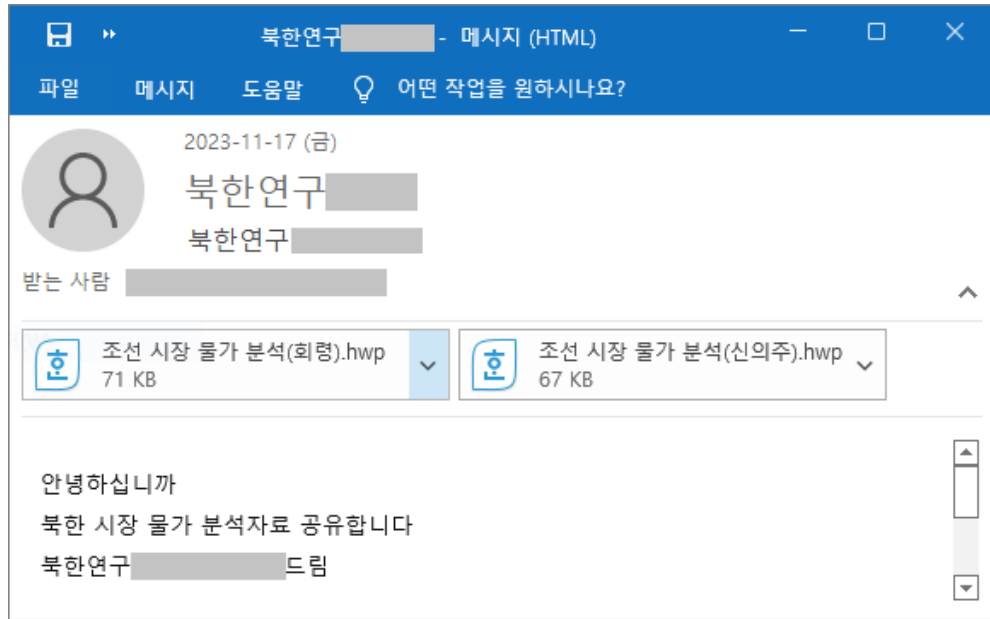 북한연구 - 메시지 (HTML)
파일 메시지 도움말 어떤 작업을 원하시나요?
2023-11-17 (금)
북한연구
북한연구
받는 사람
조선 시장 물가 분석(회령).hwp
71 KB
조선 시장 물가 분석(신의주).hwp
67 KB
안녕하십니까
북한 시장 물가 분석자료 공유합니다
북한연구 드림